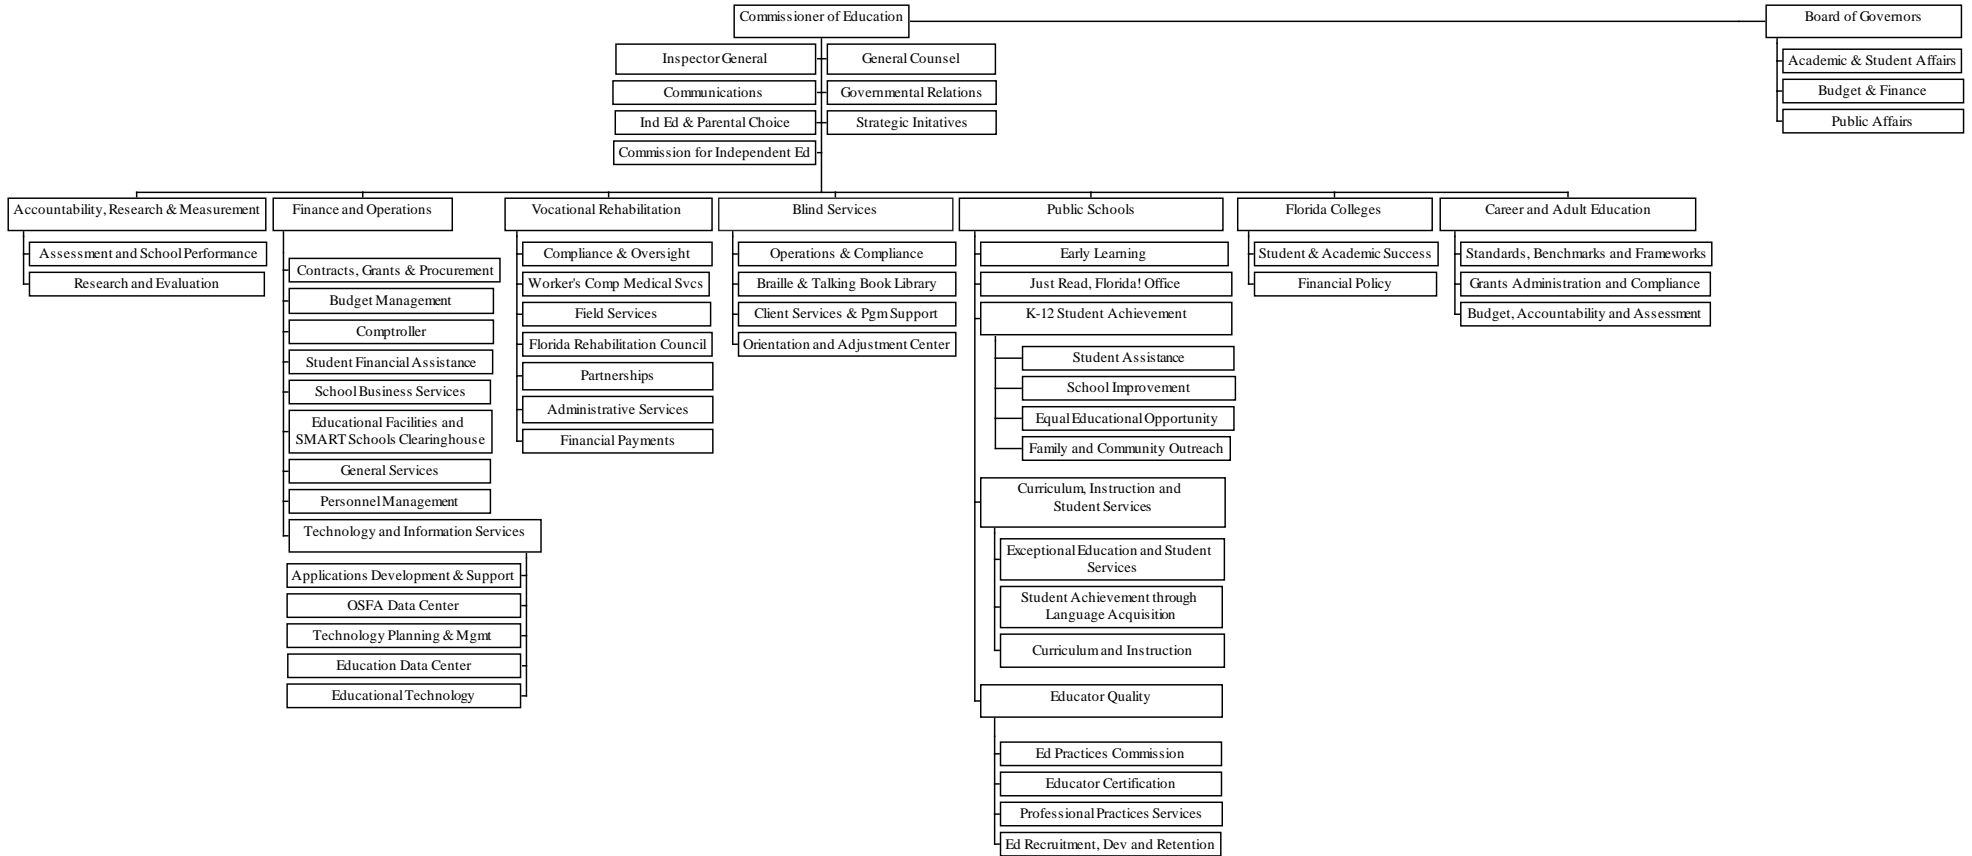 Commissioner of Education
Board of Governors
Inspector General
General Counsel
Communications
Governmental Relations
Ind Ed & Parental Choice
Strategic Initatives
Commission for Independent Ed
Academic & Student Affairs
Budget & Finance
Public Affairs
Accountability, Research & Measurement
Assessment and School Performance
Research and Evaluation
Finance and Operations
Contracts, Grants & Procurement
Budget Management
Comptroller
Student Financial Assistance
School Business Services
Educational Facilities and
SMART Schools Clearinghouse
General Services
Personnel Management
Technology and Information Services
Applications Development & Support
OSFA Data Center
Technology Planning & Mgmt
Education Data Center
Educational Technology
Vocational Rehabilitation
Compliance & Oversight
Worker's Comp Medical Svcs
Field Services
Florida Rehabilitation Council
Partnerships
Administrative Services
Financial Payments
Blind Services
Operations & Compliance
Braille & Talking Book Library
Client Services & Pgm Support
Orientation and Adjustment Center
Public Schools
Early Learning
Just Read, Florida! Office
K-12 Student Achievement
Student Assistance
School Improvement
Equal Educational Opportunity
Family and Community Outreach
Curriculum, Instruction and
Student Services
Exceptional Education and Student
Services
Student Achievement through
Language Acquisition
Curriculum and Instruction
Educator Quality
Ed Practices Commission
Educator Certification
Professional Practices Services
Ed Recruitment, Dev and Retention
Florida Colleges
Student & Academic Success
Financial Policy
Career and Adult Education
Standards, Benchmarks and Frameworks
Grants Administration and Compliance
Budget, Accountability and Assessment